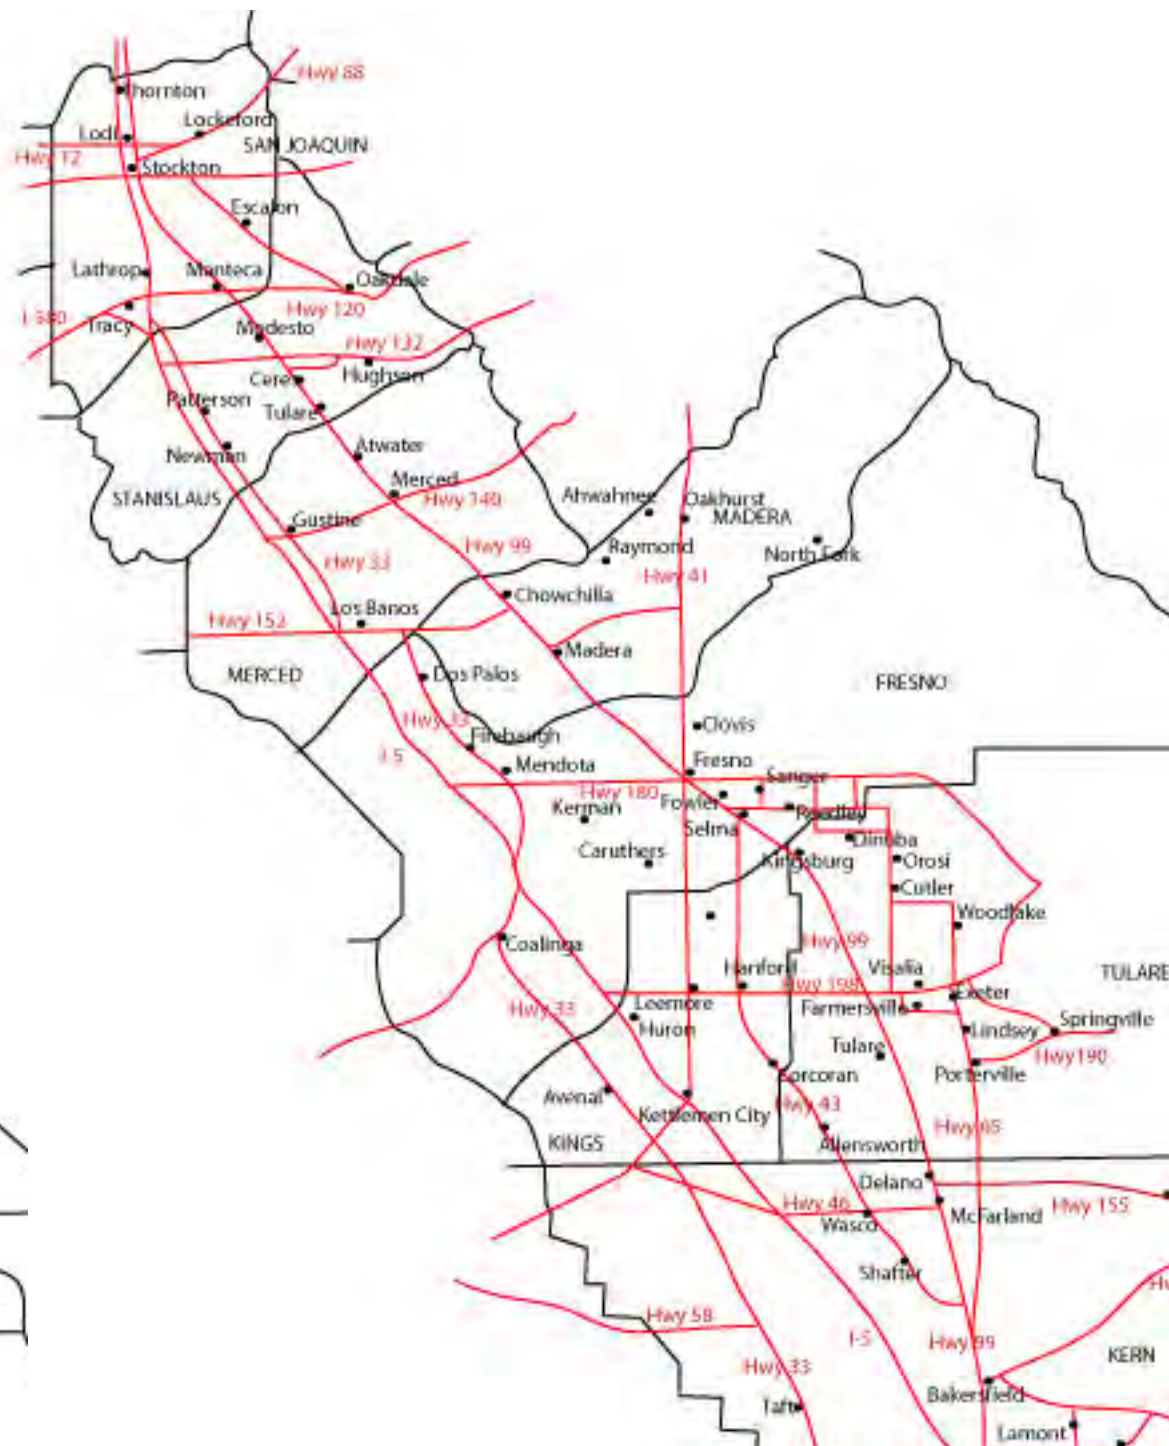 Hwy 88
Thornton
Lockeford
Lodi
SAN JOAQUIN
Hwy 12
Stockton
Escalon
Lathrop
Manteca
Oakdale
Hwy 120
I-580
Tracy
Modesto
Hwy 132
Ceres
Hughson
Patterson
Tulare
Newman
Atwater
Merced
STANISLAUS
Hwy 140
Ahwahnee
Oakhurst
Gustine
MADERA
Hwy 99
Raymond
North Fork
Hwy 33
Hwy 41
Los Banos
Chowchilla
Hwy 152
Madera
MERCED
Dos Palos
FRESNO
Hwy 33
Clovis
Firebaugh
I-5
Mendota
Fresno
Sanger
Hwy 180
Kerman
Fowler
Reedley
Selma
Dinuba
Caruthers
Kingsburg
Orosi
Cutler
Woodlake
Coalinga
Hwy 99
Hanford
Visalia
TULARE
Hwy 198
Exeter
Leemore
Farmersville
Hwy 33
Huron
Lindsey
Springville
Tulare
Hwy190
Corcoran
Porterville
Avenal
Kettlemen City
Hwy 43
Hwy 65
KINGS
Allensworth
Delano
Hwy 46
McFarland
Hwy 155
Wasco
Shafter
Hw
Hwy 58
I-5
Hwy 99
KERN
Hwy 33
Bakersfield
Taft
Lamont